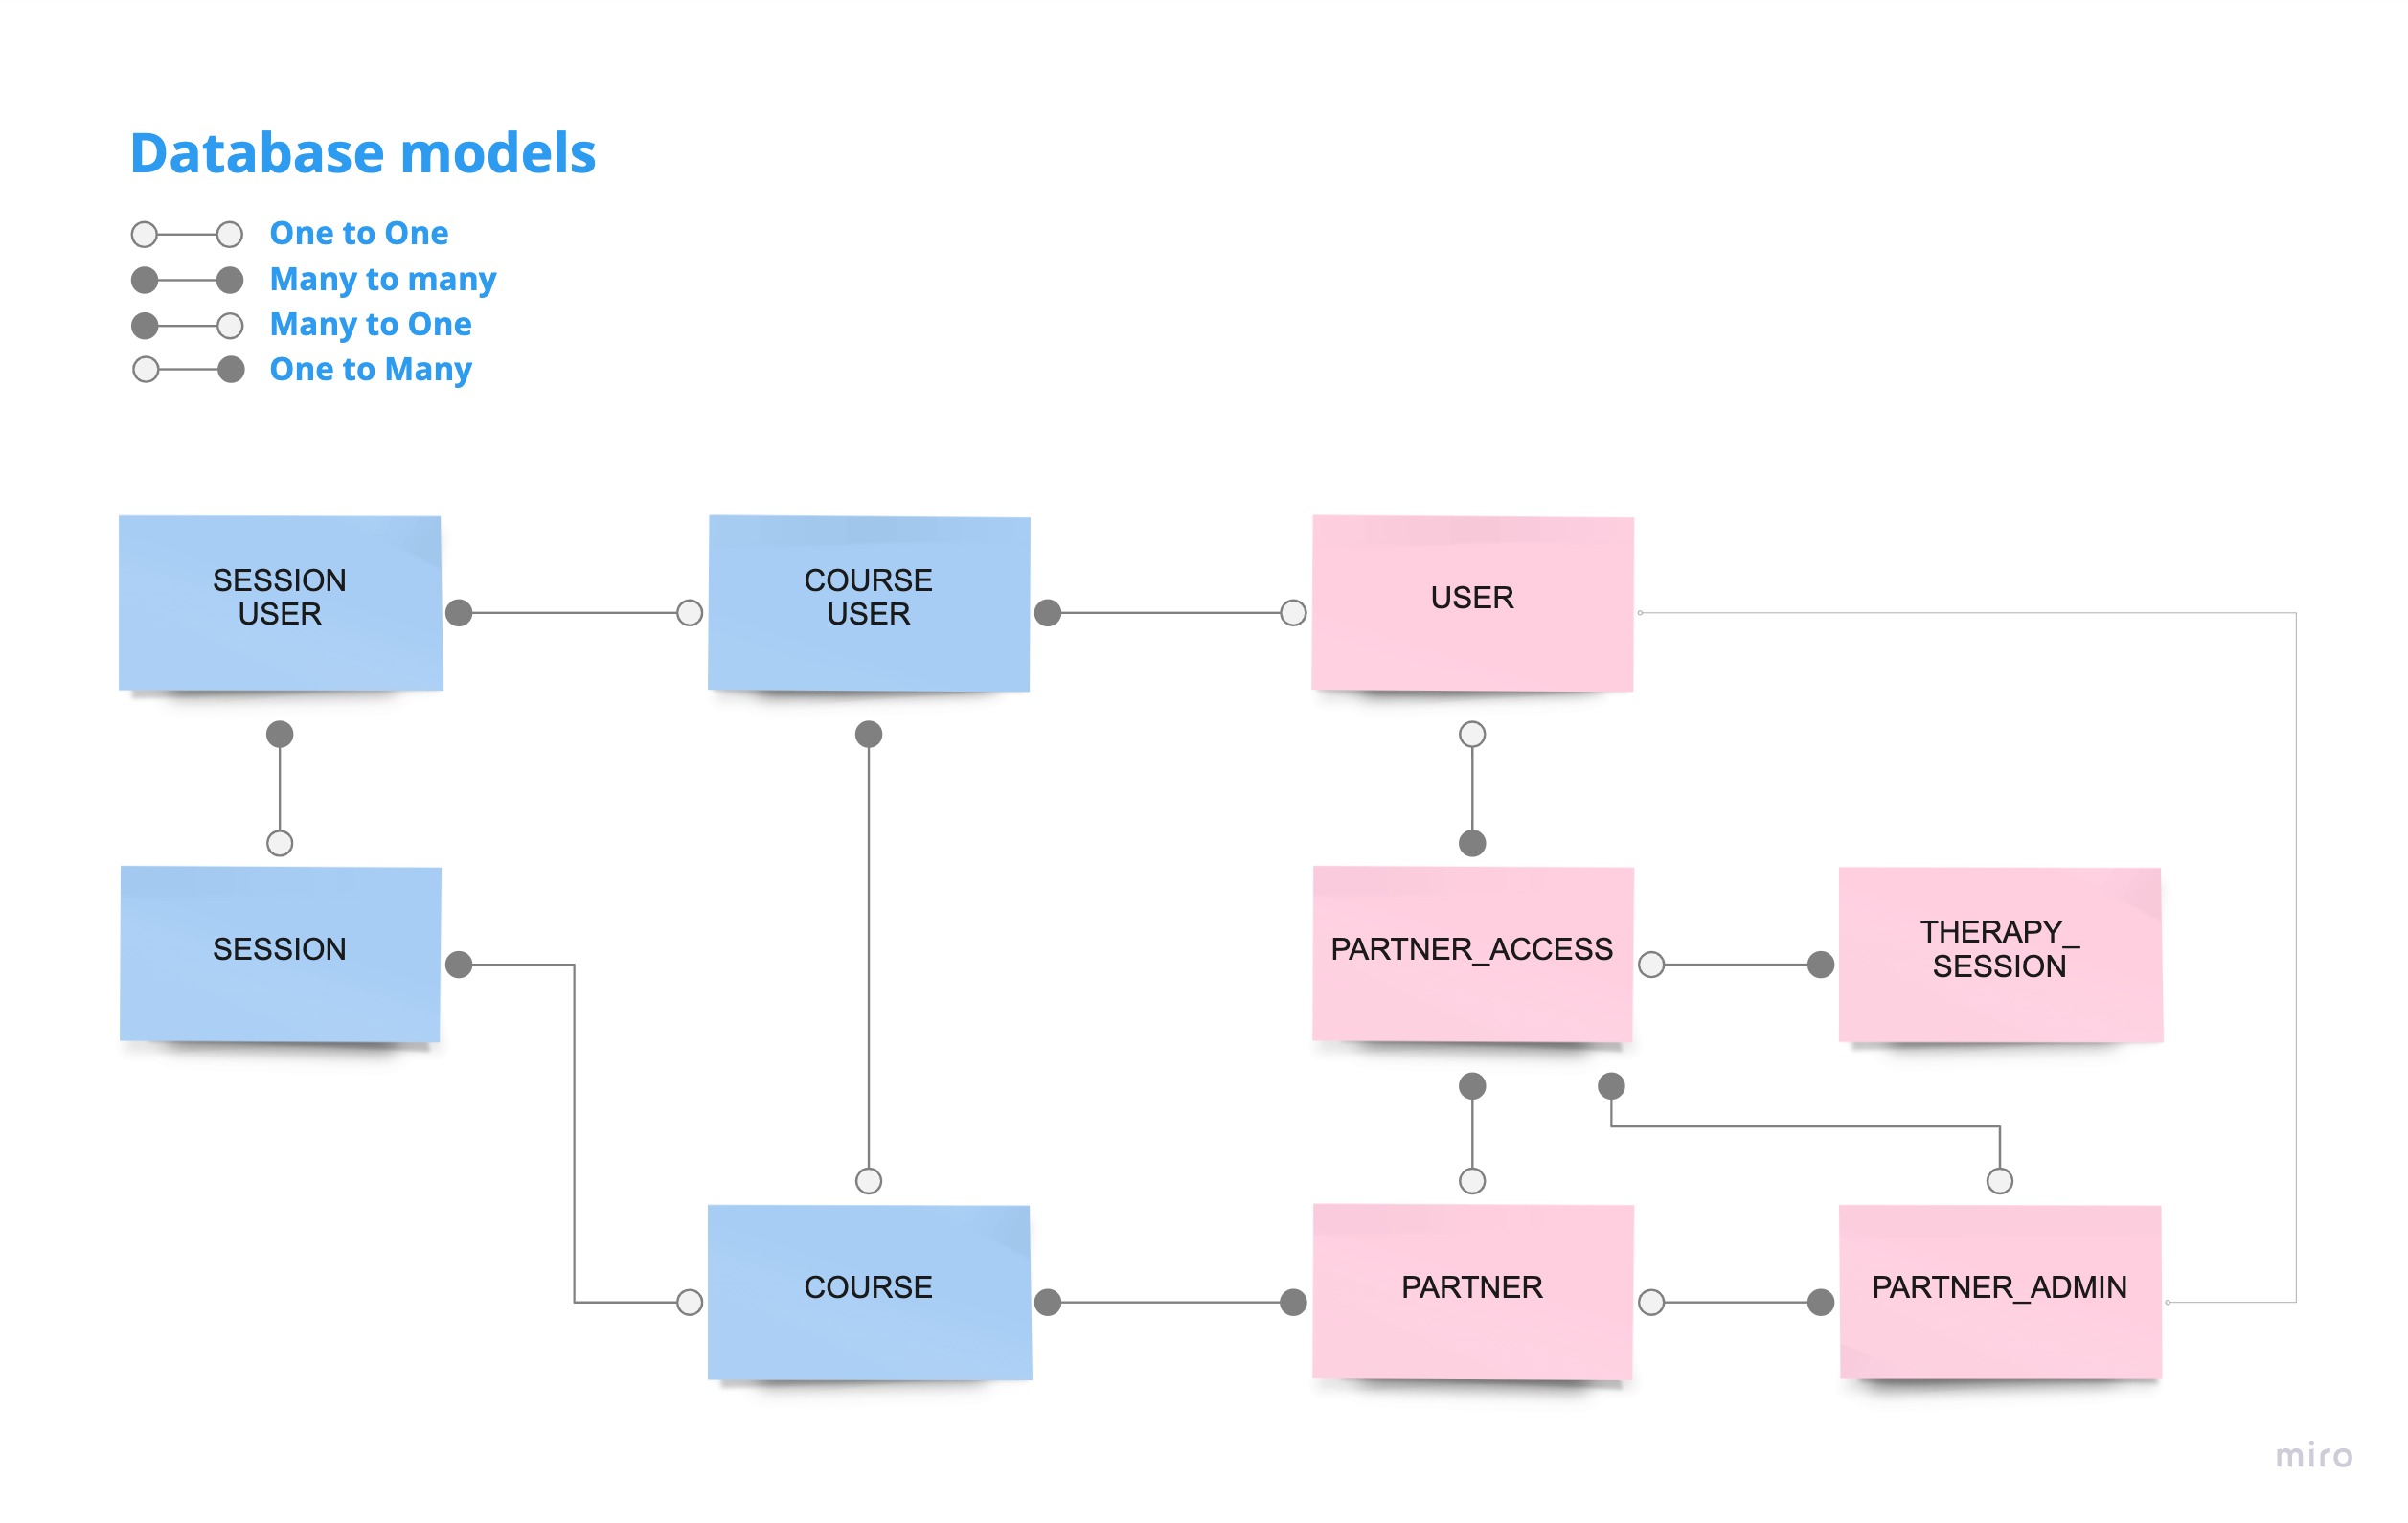 Database models
One to One
Many to many
Many to One
One to Many
SESSION
USER
COURSE
USER
USER
SESSION
PARTNER_ACCESS
THERAPY_
SESSION
COURSE
PARTNER
PARTNER_ADMIN
miro